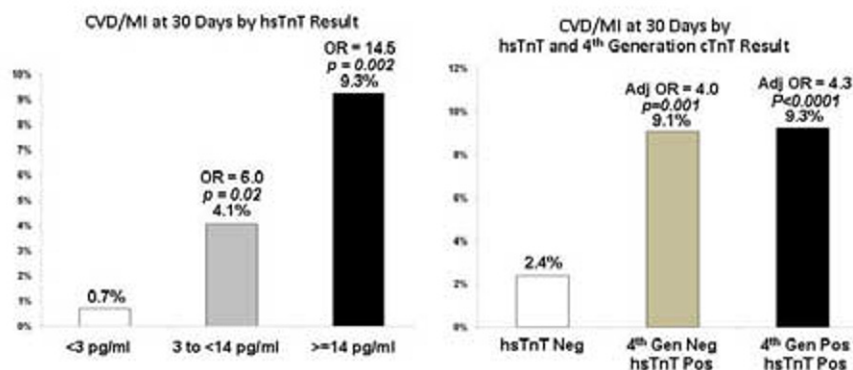 CVD/MI at 30 Days by hsTnT Result
OR = 14.5
p = 0.002
9.3%
OR = 6.0
p = 0.02
4.1%
0.7%
10%
9%
8%
7%
6%
5%
4%
3%
2%
1%
0%
<3 pg/ml
3 to <14 pg/ml
>=14 pg/ml
CVD/MI at 30 Days by
hsTnT and 4th Generation cTnT Result
12%
10%
8%
6%
4%
2%
0%
Adj OR = 4.0
p=0.001
9.1%
Adj OR = 4.3
P<0.0001
9.3%
2.4%
hsTnT Neg
4th Gen Neg
hsTnT Pos
4th Gen Pos
hsTnT Pos